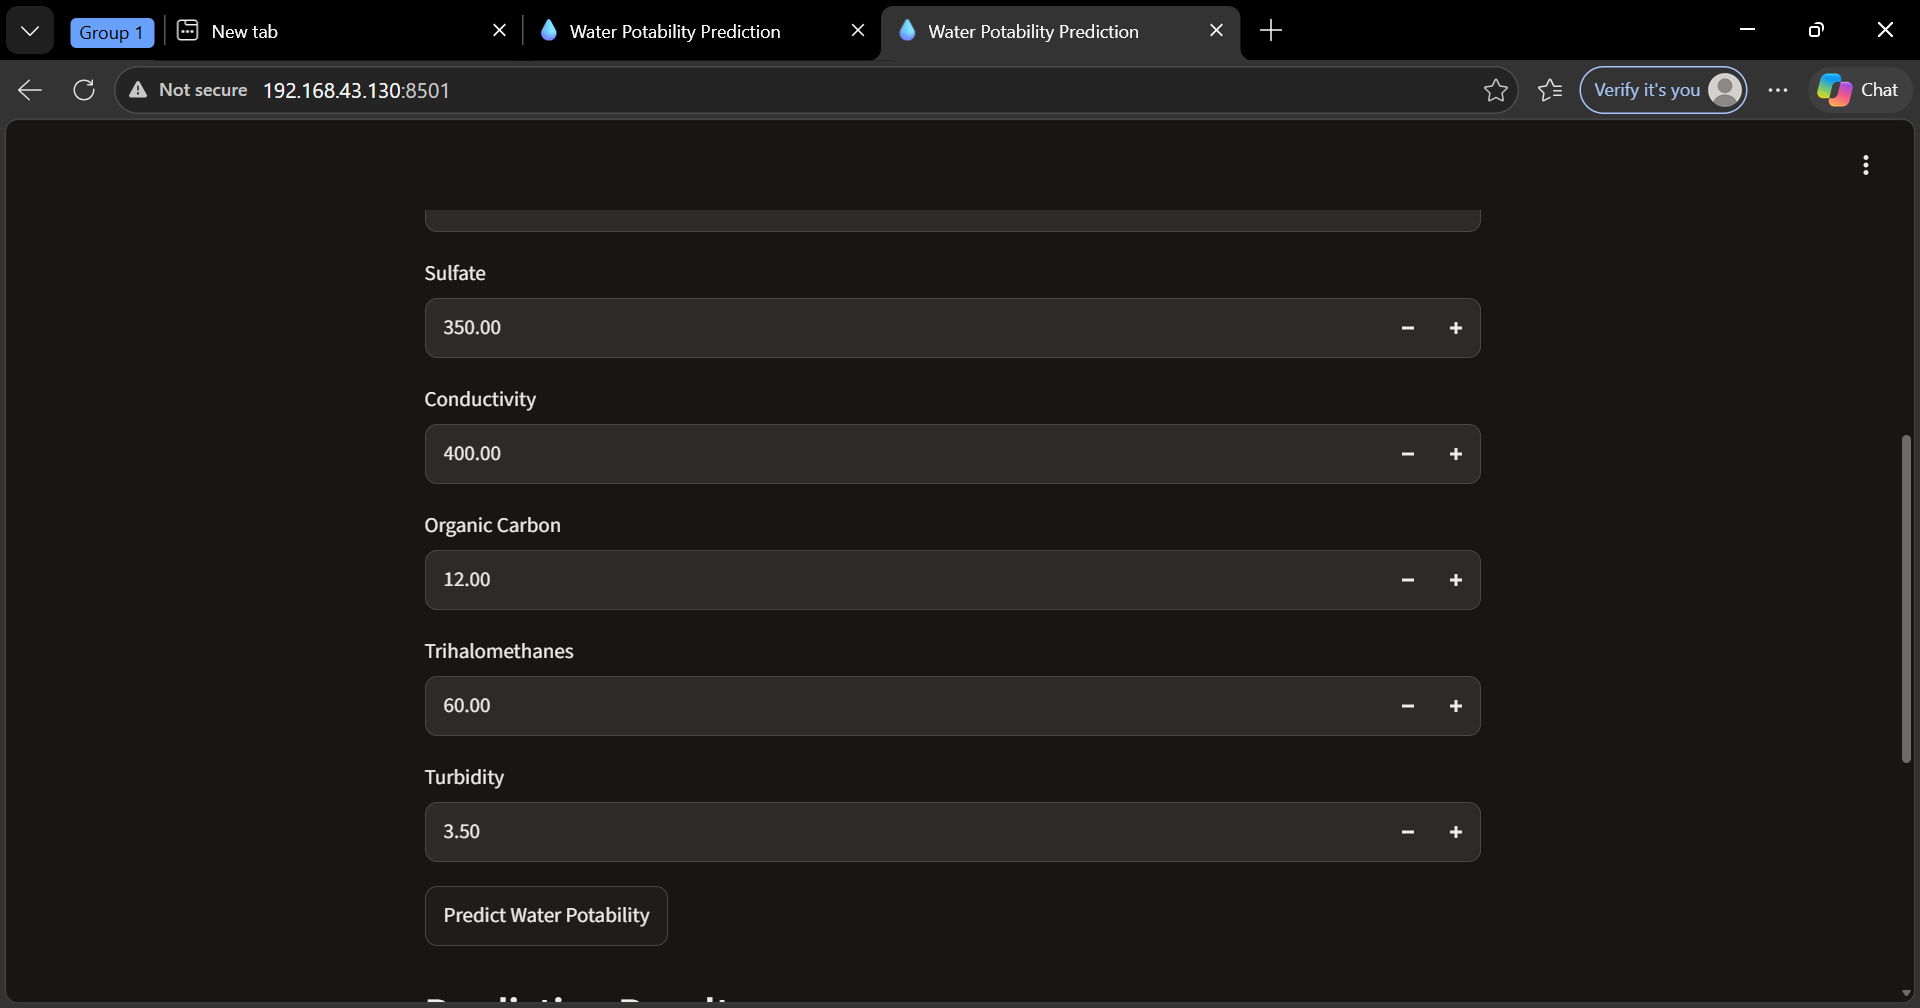 Group 1
New tab
Water Potability Prediction
Water Potability Prediction
Not secure 192.168.43.130:8501
Verify it's you
Chat
Sulfate
350.00
Conductivity
400.00
Organic Carbon
12.00
Trihalomethanes
60.00
Turbidity
3.50
Predict Water Potability